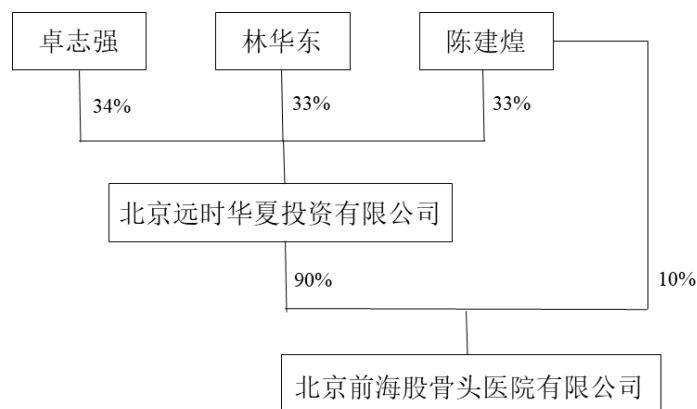 卓志强
林华东
陈建煌
34%
33%
33%
北京远时华夏投资有限公司
90%
10%
北京前海股骨头医院有限公司